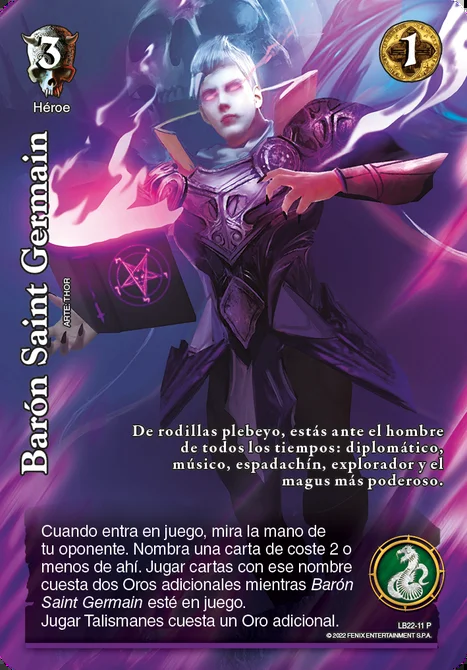 3
1
Héroe
Barón Saint Germain
ARTE: THOR
De rodillas plebeyo, estás ante el hombre
de todos los tiempos: diplomático,
músico, espadachín, explorador y el
magus más poderoso.
Cuando entra en juego, mira la mano de
tu oponente. Nombra una carta de coste 2 o
menos de ahí. Jugar cartas con ese nombre
cuesta dos Oros adicionales mientras Barón
Saint Germain esté en juego.
Jugar Talismanes cuesta un Oro adicional.
LB22-11 P
© 2022 FENIX ENTERTAINMENT S.P.A.